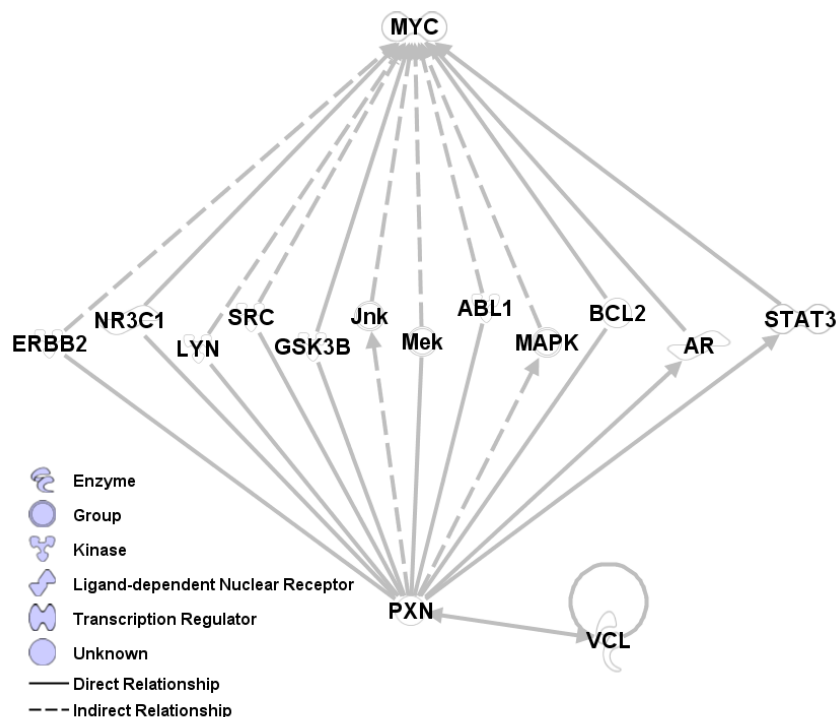 MYC
ERBB2
NR3C1
LYN
SRC
GSK3B
Jnk
Mek
ABL1
MAPK
BCL2
AR
STAT3
PXN
VCL
Enzyme
Group
Kinase
Ligand-dependent Nuclear Receptor
Transcription Regulator
Unknown
Direct Relationship
Indirect Relationship